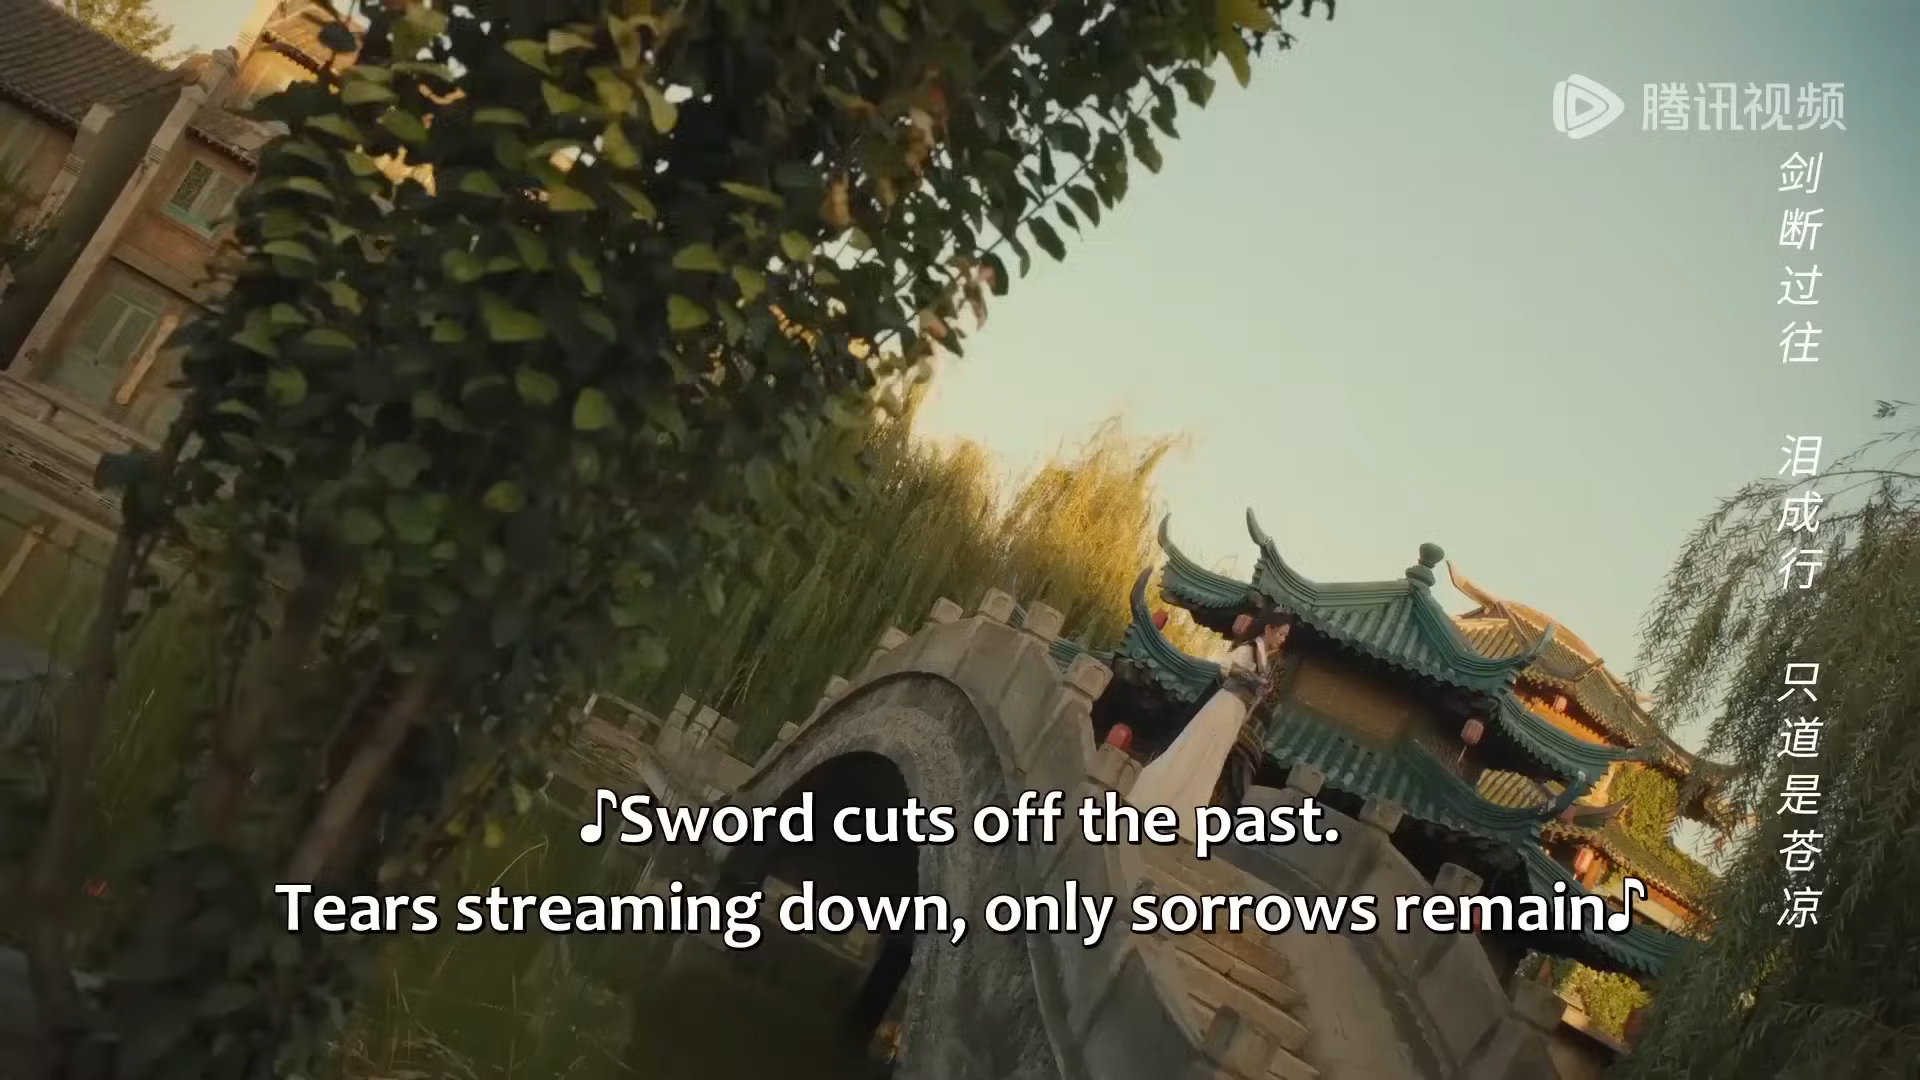 腾讯视频
剑断过往 泪成行 只道是苍凉
♪Sword cuts off the past.
Tears streaming down, only sorrows remain♪